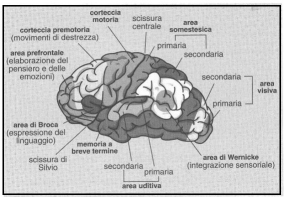 corteccia
motoria
scissura
centrale
area
somestesica
corteccia premotoria
(movimenti di destrezza)
primaria
secondaria
area prefrontale
(elaborazione del
pensiero e delle
emozioni)
secondaria
area
visiva
primaria
area di Broca
(espressione del
linguaggio)
memoria a
breve termine
scissura di
Silvio
secondaria
primaria
area uditiva
area di Wernicke
(integrazione sensoriale)